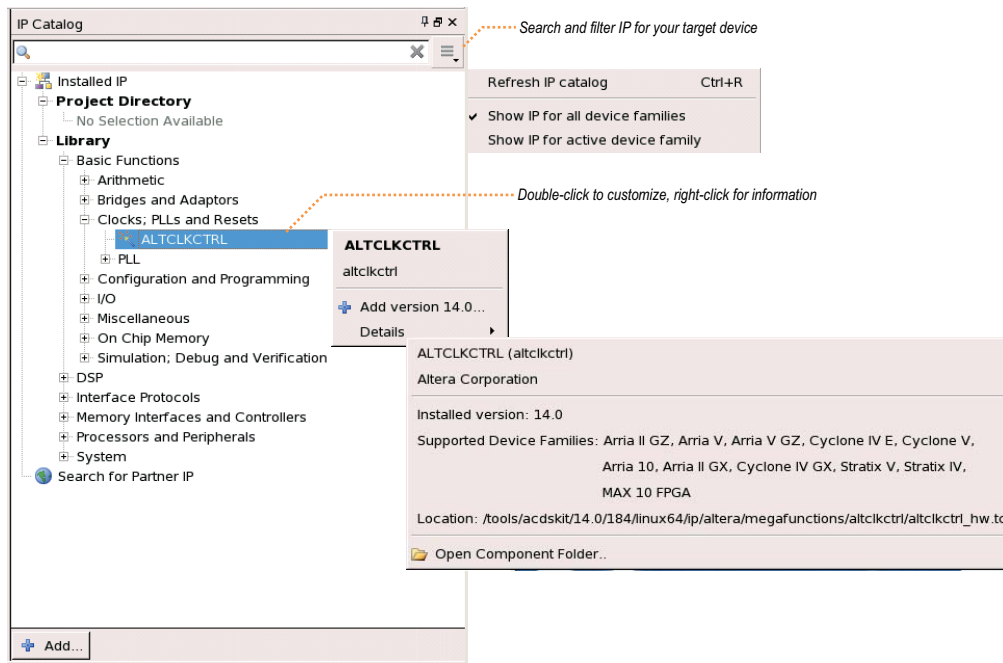 IP Catalog
Search and filter IP for your target device
Installed IP
Project Directory
No Selection Available
Library
Basic Functions
Arithmetic
Bridges and Adaptors
Clocks; PLLs and Resets
ALTCLKCTRL
PLL
Configuration and Programming
I/O
Miscellaneous
On Chip Memory
Simulation; Debug and Verification
DSP
Interface Protocols
Memory Interfaces and Controllers
Processors and Peripherals
System
Search for Partner IP
Add...
Refresh IP catalog Ctrl+R
Show IP for all device families
Show IP for active device family
Double-click to customize, right-click for information
ALTCLKCTRL
altclkctrl
Add version 14.0...
Details
ALTCLKCTRL (altclkctrl)
Altera Corporation
Installed version: 14.0
Supported Device Families: Arria II GZ, Arria V, Arria V GZ, Cyclone IV E, Cyclone V,
Arria 10, Arria II GX, Cyclone IV GX, Stratix V, Stratix IV,
MAX 10 FPGA
Location: /tools/acdskit/14.0/184/linux64/ip/altera/megafunctions/altclkctrl/altclkctrl_hw.tc
Open Component Folder..